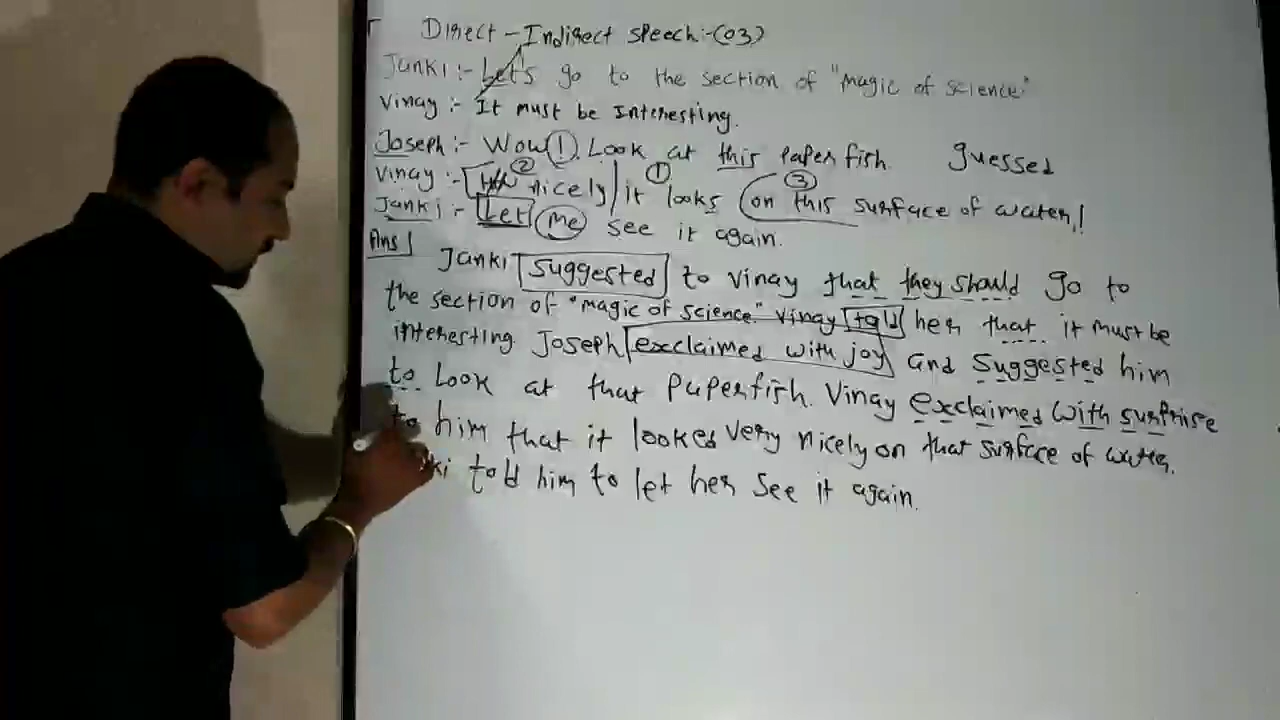 Direct - Indirect speech:- (03)
Janki :- Let's go to the section of "magic of science."
Vinay :- It must be Interesting.
Joseph:- Wow! Look at this Paper fish. guessed
Vinay :- nicely it looks on this surface of water!
2 1 3
Janki :- Let me see it again.
Ans
Janki suggested to Vinay that they should go to
the section of "magic of science." Vinay told her that it must be
interesting. Joseph exclaimed with joy and suggested him
to Look at that Paperfish. Vinay exclaimed with surprise
to him that it looked very nicely on that surface of water.
told him to let her see it again.